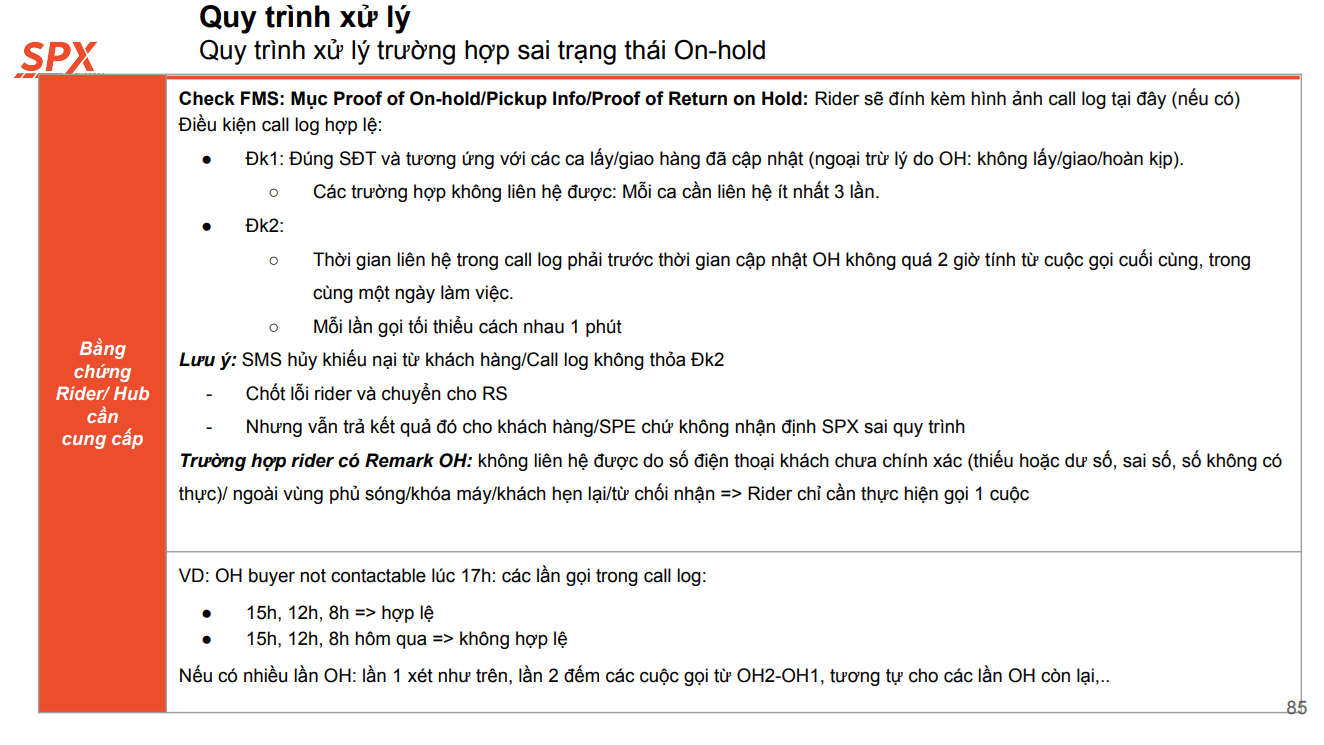 Quy trình xử lý
Quy trình xử lý trường hợp sai trạng thái On-hold
SPX
Bằng
chứng
Rider/ Hub
cần
cung cấp
Check FMS: Mục Proof of On-hold/Pickup Info/Proof of Return on Hold: Rider sẽ đính kèm hình ảnh call log tại đây (nếu có)
Điều kiện call log hợp lệ:
● Đk1: Đúng SĐT và tương ứng với các ca lấy/giao hàng đã cập nhật (ngoại trừ lý do OH: không lấy/giao/hoàn kịp).
○ Các trường hợp không liên hệ được: Mỗi ca cần liên hệ ít nhất 3 lần.
● Đk2:
○ Thời gian liên hệ trong call log phải trước thời gian cập nhật OH không quá 2 giờ tính từ cuộc gọi cuối cùng, trong
cùng một ngày làm việc.
○ Mỗi lần gọi tối thiểu cách nhau 1 phút
Lưu ý: SMS hủy khiếu nại từ khách hàng/Call log không thỏa Đk2
- Chốt lỗi rider và chuyển cho RS
- Nhưng vẫn trả kết quả đó cho khách hàng/SPE chứ không nhận định SPX sai quy trình
Trường hợp rider có Remark OH: không liên hệ được do số điện thoại khách chưa chính xác (thiếu hoặc dư số, sai số, số không có
thực)/ ngoài vùng phủ sóng/khóa máy/khách hẹn lại/từ chối nhận => Rider chỉ cần thực hiện gọi 1 cuộc
VD: OH buyer not contactable lúc 17h: các lần gọi trong call log:
● 15h, 12h, 8h => hợp lệ
● 15h, 12h, 8h hôm qua => không hợp lệ
Nếu có nhiều lần OH: lần 1 xét như trên, lần 2 đếm các cuộc gọi từ OH2-OH1, tương tự cho các lần OH còn lại,..
85